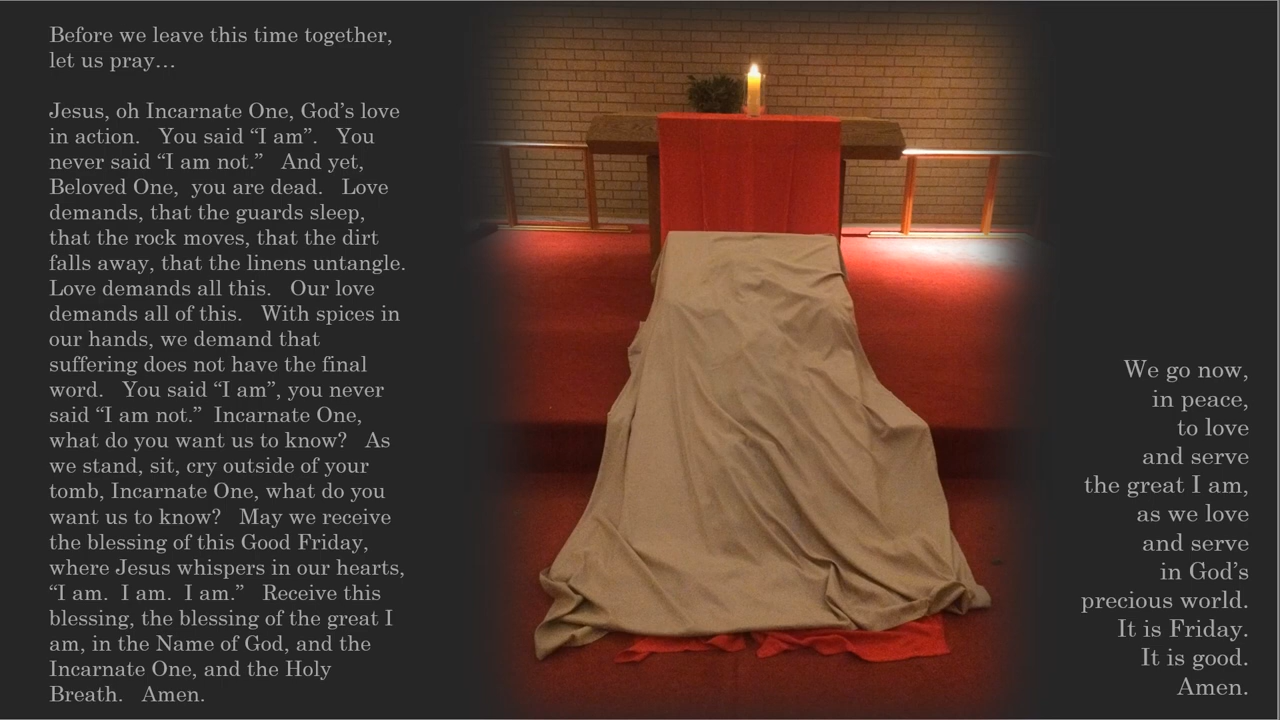 Before we leave this time together,
let us pray…
Jesus, oh Incarnate One, God’s love
in action.   You said “I am”.   You
never said “I am not.”   And yet,
Beloved One,  you are dead.   Love
demands, that the guards sleep,
that the rock moves, that the dirt
falls away, that the linens untangle.
Love demands all this.   Our love
demands all of this.   With spices in
our hands, we demand that
suffering does not have the final
word.   You said “I am”, you never
said “I am not.”  Incarnate One,
what do you want us to know?   As
we stand, sit, cry outside of your
tomb, Incarnate One, what do you
want us to know?   May we receive
the blessing of this Good Friday,
where Jesus whispers in our hearts,
“I am.  I am.  I am.”   Receive this
blessing, the blessing of the great I
am, in the Name of God, and the
Incarnate One, and the Holy
Breath.   Amen.
We go now,
in peace,
to love
and serve
the great I am,
as we love
and serve
in God’s
precious world.
It is Friday.
It is good.
Amen.